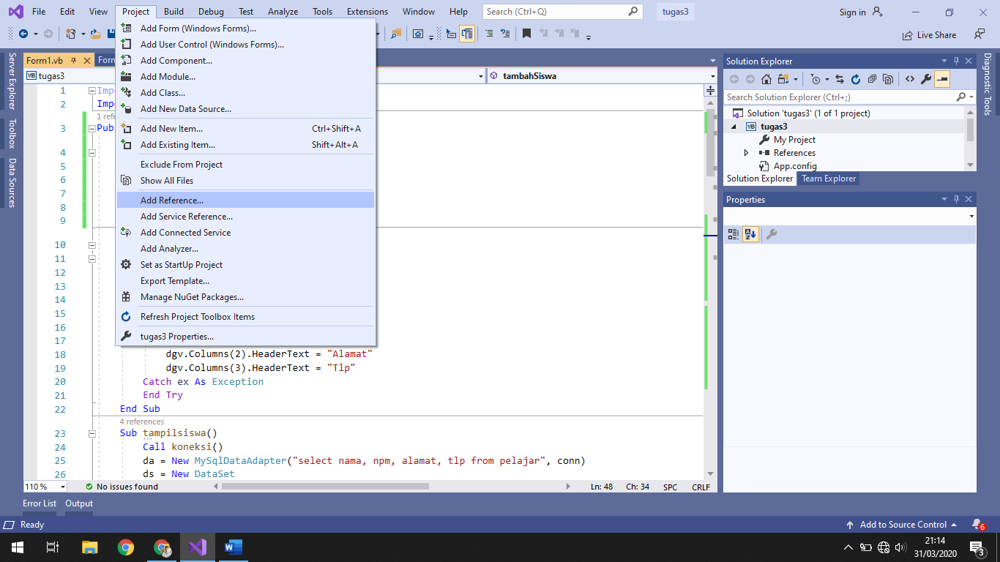 File Edit View Project Build Debug Test Analyze Tools Extensions Window Help Search (Ctrl+Q) tugas3 Sign in
Live Share
Server Explorer
Toolbox
Data Sources
Form1.vb Form
tugas3 tambahSiswa
Add Form (Windows Forms)...
Add User Control (Windows Forms)...
Add Component...
Add Module...
Add Class...
Add New Data Source...
Add New Item... Ctrl+Shift+A
Add Existing Item... Shift+Alt+A
Exclude From Project
Show All Files
Add Reference...
Add Service Reference...
Add Connected Service
Add Analyzer...
Set as StartUp Project
Export Template...
Manage NuGet Packages...
Refresh Project Toolbox Items
tugas3 Properties...
1 Impo
2 Impo
1 refe
3 Pub
4
5
6
7
8
9
10
11
12
13
14
15
16
17
18 dgv.Columns(2).HeaderText = "Alamat"
19 dgv.Columns(3).HeaderText = "Tlp"
20 Catch ex As Exception
21 End Try
22 End Sub
4 references
23 Sub tampilsiswa()
24 Call koneksi()
25 da = New MySqlDataAdapter("select nama, npm, alamat, tlp from pelajar", conn)
26 ds = New DataSet
110 % No issues found Ln: 48 Ch: 34 SPC CRLF
Solution Explorer
Search Solution Explorer (Ctrl+;)
Solution 'tugas3' (1 of 1 project)
VB tugas3
My Project
References
App.config
Solution Explorer Team Explorer
Properties
Diagnostic Tools
Error List Output
Ready Add to Source Control 6
21:14
31/03/2020
3